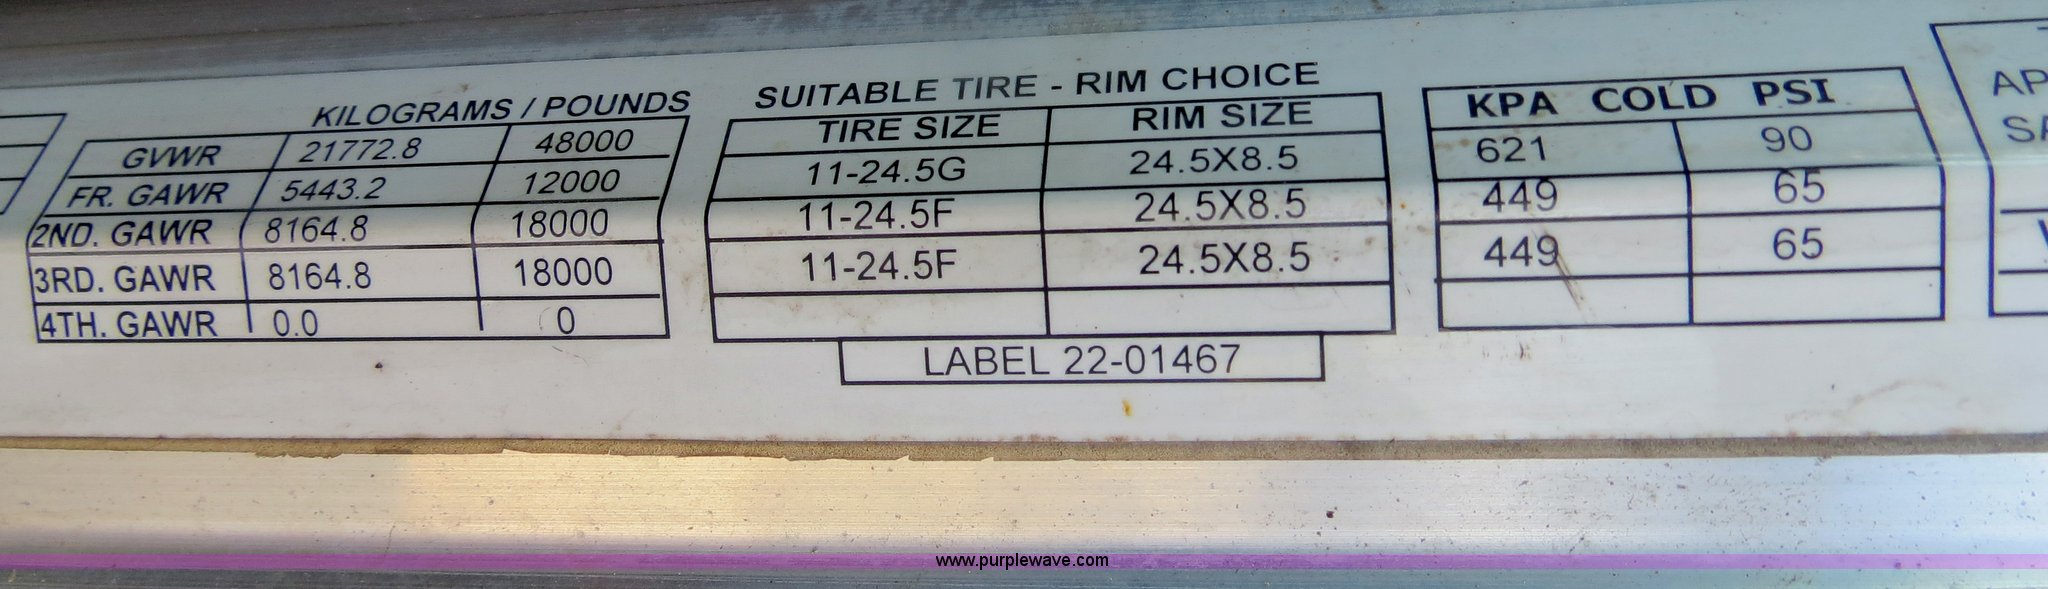 KILOGRAMS / POUNDS
GVWR 21772.8 48000
FR. GAWR 5443.2 12000
2ND. GAWR 8164.8 18000
3RD. GAWR 8164.8 18000
4TH. GAWR 0.0 0
SUITABLE TIRE - RIM CHOICE
TIRE SIZE RIM SIZE
11-24.5G 24.5X8.5
11-24.5F 24.5X8.5
11-24.5F 24.5X8.5
LABEL 22-01467
KPA COLD PSI
621 90
449 65
449 65
www.purplewave.com